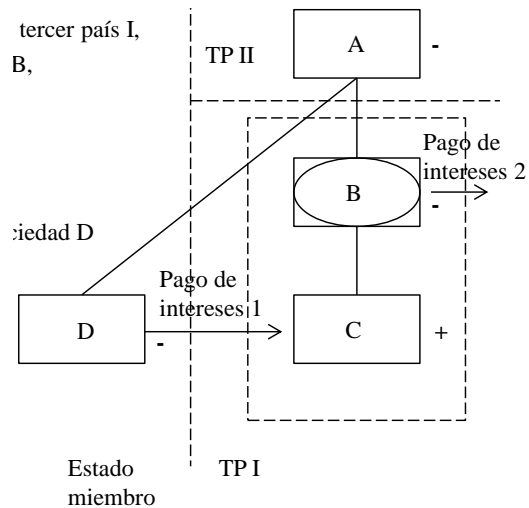 tercer país I,
B,
TP II
A
-
Pago de
intereses 2
B
-
ciedad D
Pago de
intereses 1
D
-
C
+
Estado
miembro
TP I